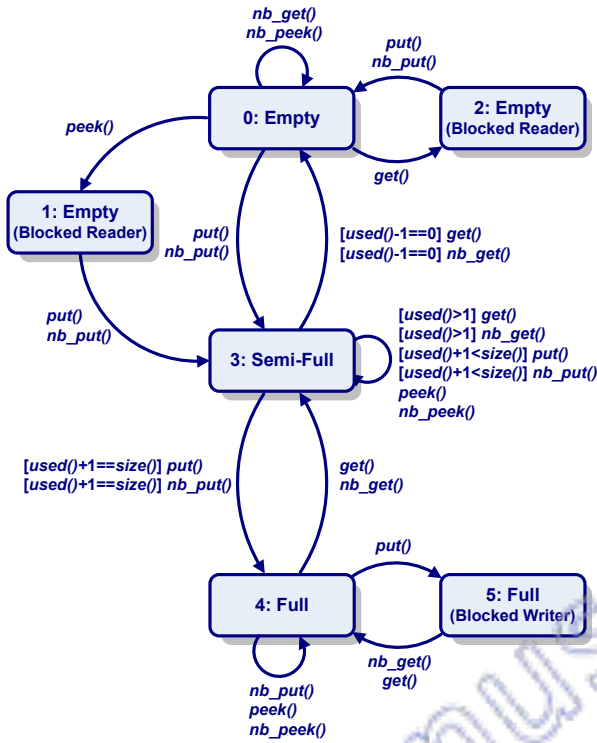 nb_get()
nb_peek()
put()
nb_put()
0: Empty
2: Empty
(Blocked Reader)
peek()
get()
1: Empty
(Blocked Reader)
put()
nb_put()
[used()-1==0] get()
[used()-1==0] nb_get()
put()
nb_put()
3: Semi-Full
[used()>1] get()
[used()>1] nb_get()
[used()+1<size()] put()
[used()+1<size()] nb_put()
peek()
nb_peek()
[used()+1==size()] put()
[used()+1==size()] nb_put()
get()
nb_get()
put()
4: Full
5: Full
(Blocked Writer)
nb_get()
get()
nb_put()
peek()
nb_peek()